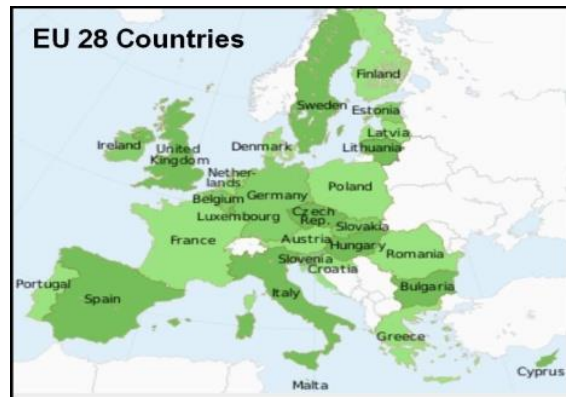 EU 28 Countries
Finland
Sweden
Estonia
Latvia
Lithuania
Ireland
United
Kingdom
Denmark
Nether-
lands
Belgium
Luxembourg
Germany
Poland
Czech
Rep.
Slovakia
France
Austria
Hungary
Slovenia
Croatia
Romania
Bulgaria
Portugal
Spain
Italy
Greece
Malta
Cyprus